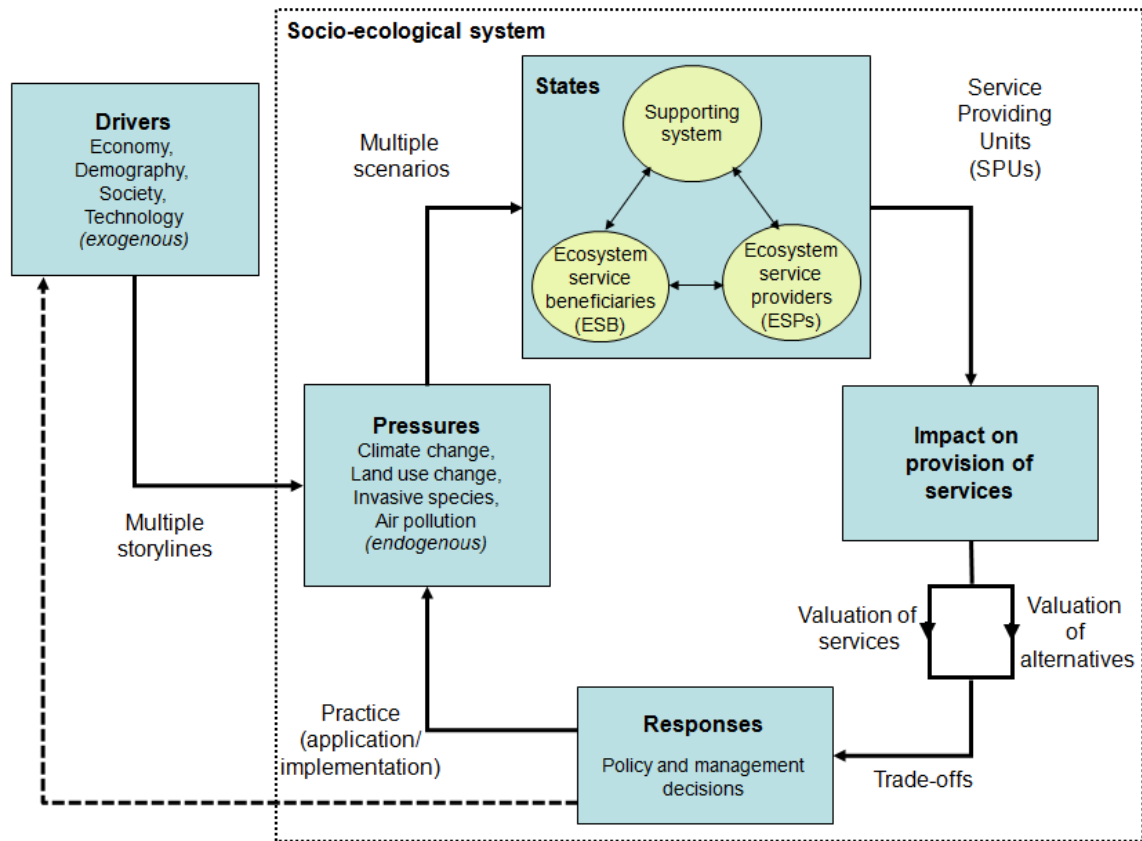 Socio-ecological system
Drivers
Economy,
Demography,
Society,
Technology
(exogenous)
Multiple
scenarios
States
Supporting
system
Ecosystem
service
beneficiaries
(ESB)
Ecosystem
service
providers
(ESPs)
Service
Providing
Units
(SPUs)
Pressures
Climate change,
Land use change,
Invasive species,
Air pollution
(endogenous)
Multiple
storylines
Impact on
provision of
services
Valuation of
services
Valuation
of
alternatives
Practice
(application/
implementation)
Responses
Policy and management
decisions
Trade-offs